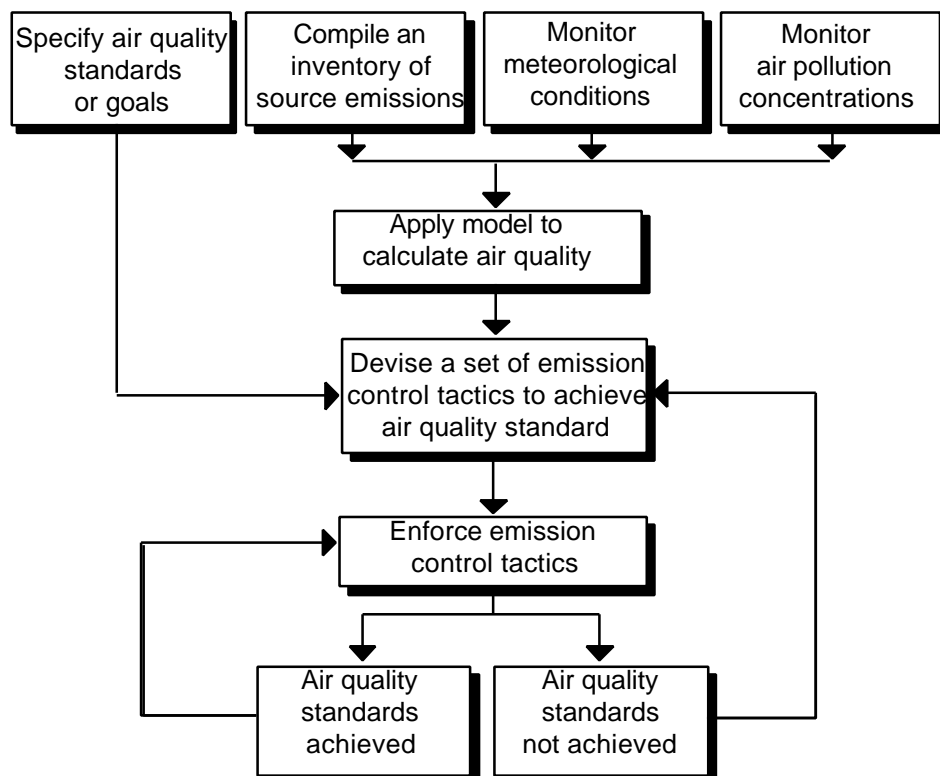 Specify air quality
standards
or goals
Compile an
inventory of
source emissions
Monitor
meteorological
conditions
Monitor
air pollution
concentrations
Apply model to
calculate air quality
Devise a set of emission
control tactics to achieve
air quality standard
Enforce emission
control tactics
Air quality
standards
achieved
Air quality
standards
not achieved